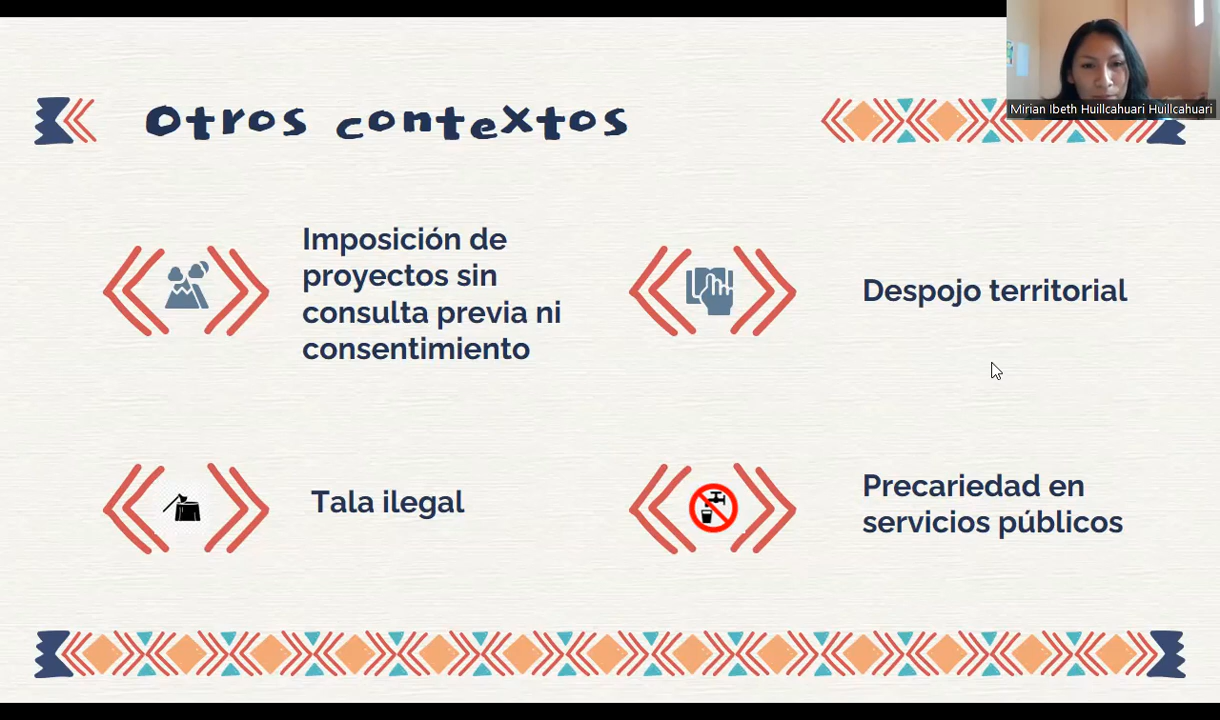 Mirian Ibeth Huillcahuari Huillcahuari
Otros contextos
Imposición de
proyectos sin
consulta previa ni
consentimiento
Despojo territorial
Tala ilegal
Precariedad en
servicios públicos